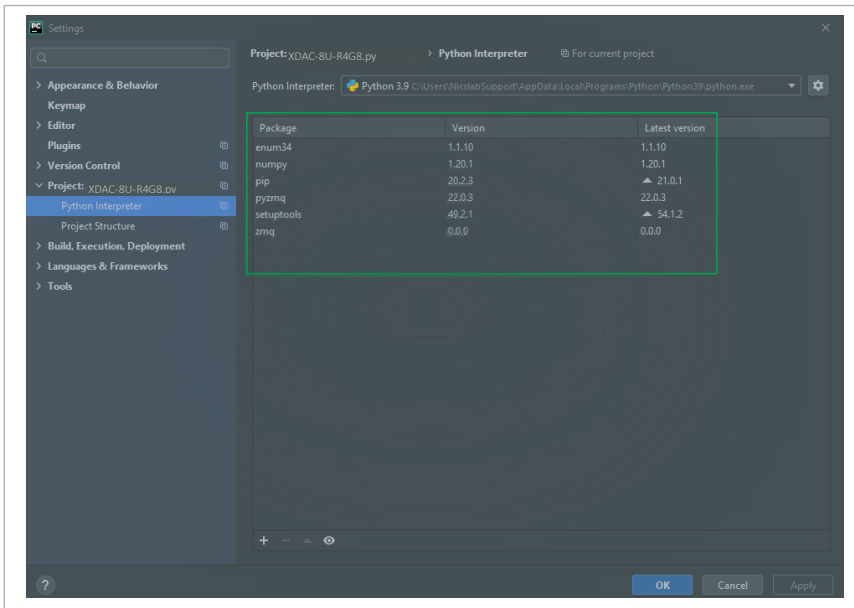 PC Settings
Project: XDAC-8U-R4G8.py > Python Interpreter For current project
Appearance & Behavior
Keymap
Editor
Plugins
Version Control
Project: XDAC-8U-R4G8.py
Python Interpreter
Project Structure
Build, Execution, Deployment
Languages & Frameworks
Tools
Python Interpreter: Python 3.9 C:\Users\NicslabSupport\AppData\Local\Programs\Python\Python39\python.exe
Package Version Latest version
enum34 1.1.10 1.1.10
numpy 1.20.1 1.20.1
pip 20.2.3 21.0.1
pyzmq 22.0.3 22.0.3
setuptools 49.2.1 54.1.2
zmq 0.0.0 0.0.0
?
OK Cancel Apply